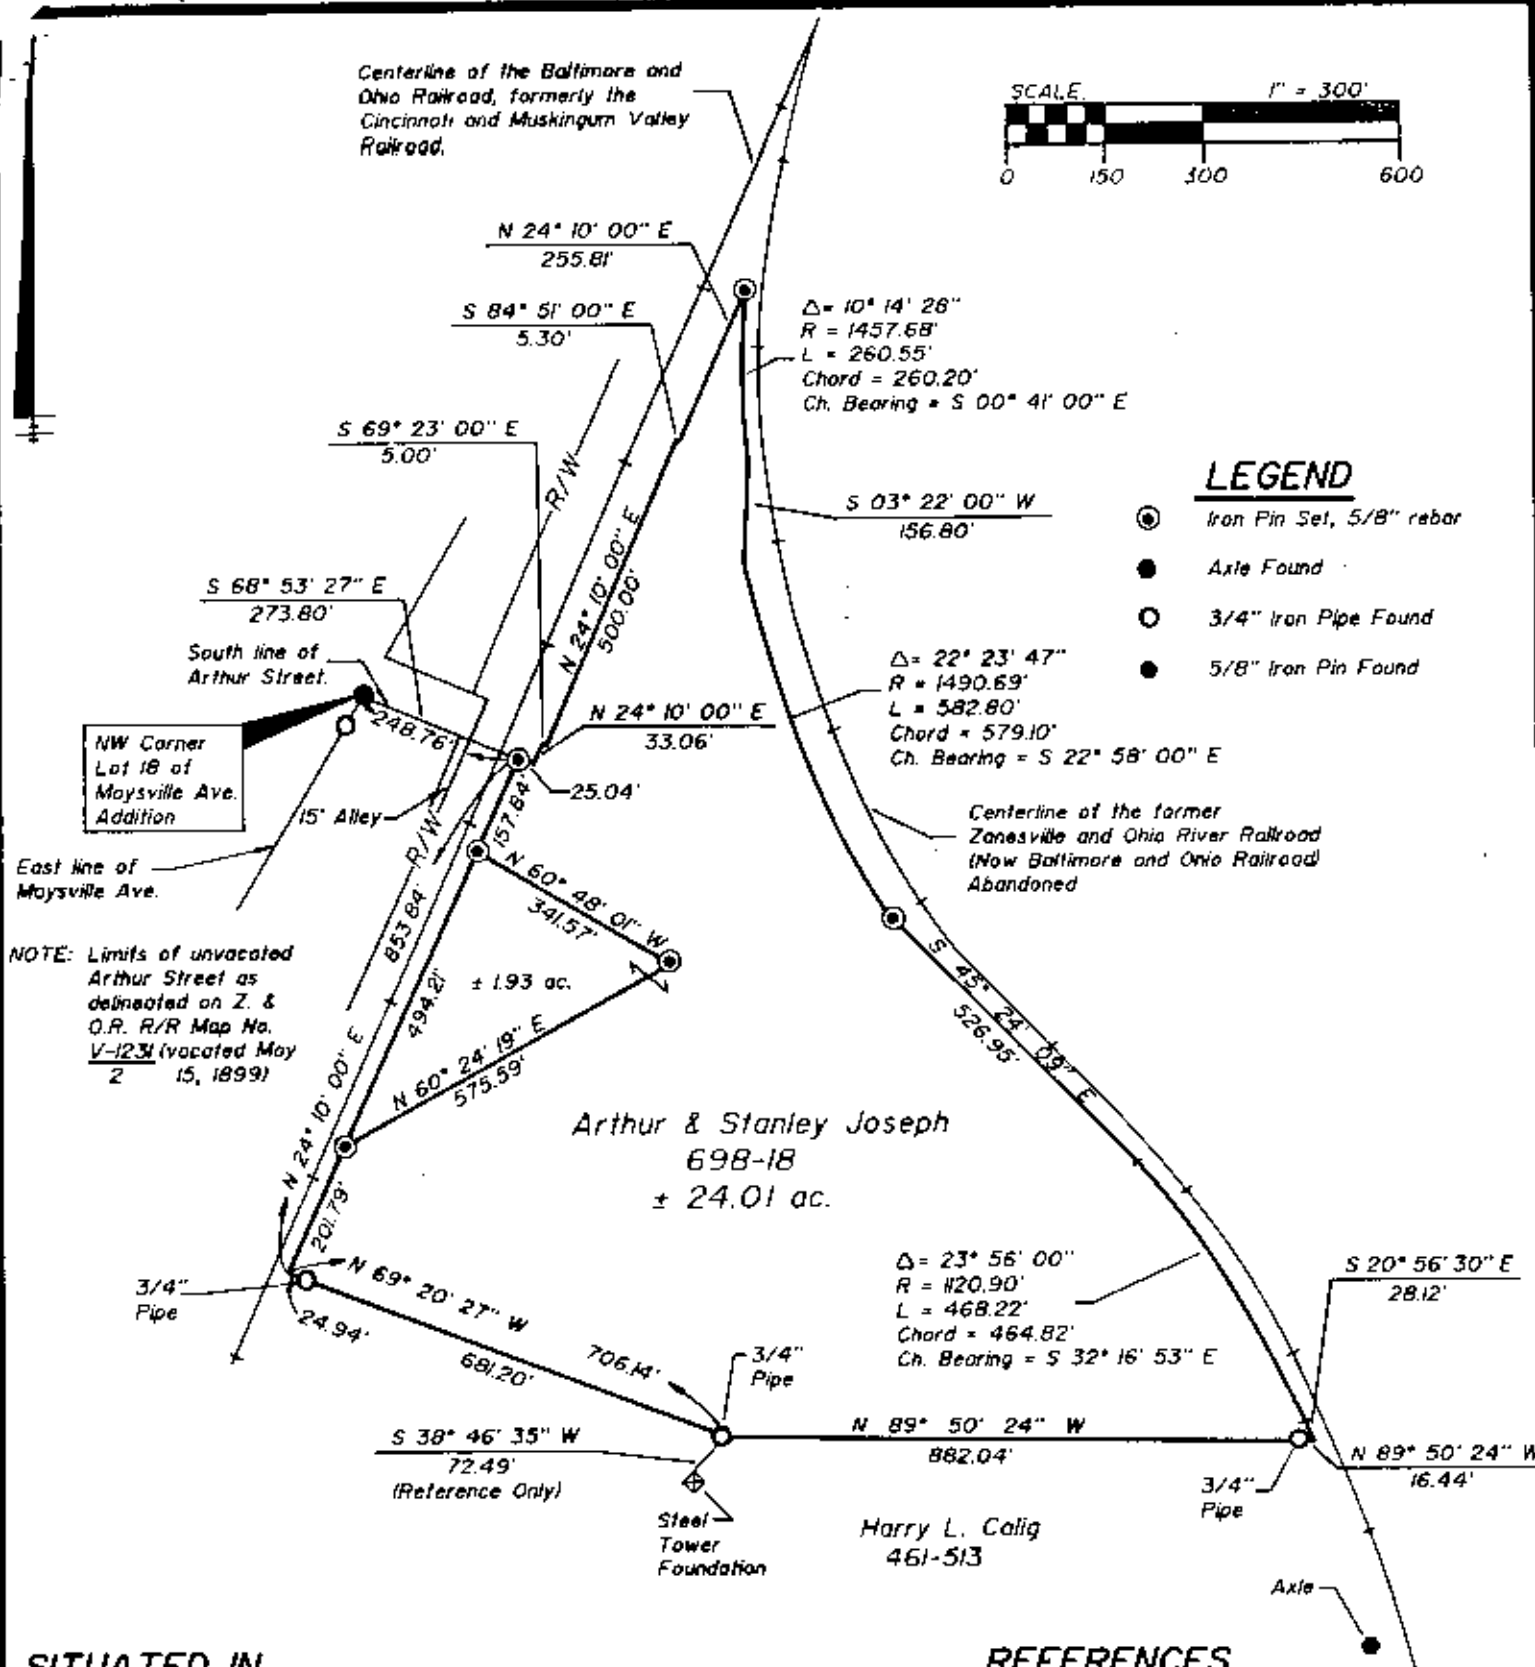 Centerline of the Baltimore and
Ohio Railroad, formerly the
Cincinnati and Muskingum Valley
Railroad.
SCALE 1" = 300'
0 150 300 600
N 24° 10' 00" E
255.81'
S 84° 51' 00" E
5.30'
Δ= 10° 14' 28"
R = 1457.68'
L = 260.55'
Chord = 260.20'
Ch. Bearing = S 00° 41' 00" E
S 69° 23' 00" E
5.00'
R/W
N 24° 10' 00" E
500.00'
S 03° 22' 00" W
156.80'
LEGEND
Iron Pin Set, 5/8" rebar
Axle Found
3/4" Iron Pipe Found
5/8" Iron Pin Found
S 68° 53' 27" E
273.80'
South line of
Arthur Street.
248.76'
NW Corner
Lot 18 of
Maysville Ave.
Addition
N 24° 10' 00" E
33.06'
25.04'
15' Alley
R/W
157.84'
East line of
Maysville Ave.
Δ= 22° 23' 47"
R = 1490.69'
L = 582.80'
Chord = 579.10'
Ch. Bearing = S 22° 58' 00" E
Centerline of the former
Zanesville and Ohio River Railroad
(Now Baltimore and Ohio Railroad)
Abandoned
N 60° 48' 01" W
341.57'
NOTE: Limits of unvacated
Arthur Street as
delineated on Z. &
O.R. R/R Map No.
V-1231 (vacated May
2 15, 1899)
853.84'
N 24° 10' 00" E
494.21'
± 1.93 ac.
N 60° 24' 19" E
575.59'
S 45° 24' 09" E
526.95'
Arthur & Stanley Joseph
698-18
± 24.01 ac.
201.79'
3/4"
Pipe
24.94'
N 69° 20' 27" W
681.20'
706.14'
3/4"
Pipe
Δ= 23° 56' 00"
R = 1120.90'
L = 468.22'
Chord = 464.82'
Ch. Bearing = S 32° 16' 53" E
S 20° 56' 30" E
28.12'
S 38° 46' 35" W
72.49'
(Reference Only)
N 89° 50' 24" W
882.04'
N 89° 50' 24" W
16.44'
3/4"
Pipe
Steel
Tower
Foundation
Harry L. Calig
461-513
Axle
SITUATED IN
REFERENCES